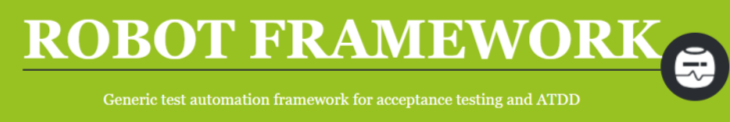 ROBOT FRAMEWORK
Generic test automation framework for acceptance testing and ATDD